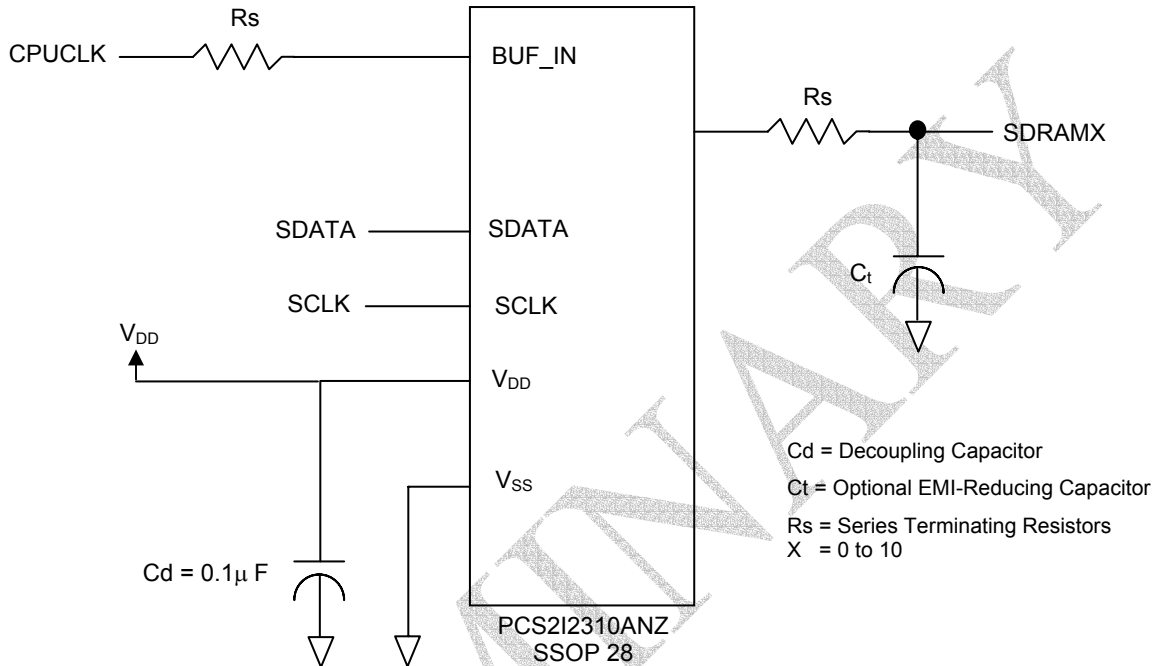 Rs
CPUCLK
BUF_IN
Rs
SDRAMX
SDATA
SDATA
Ct
SCLK
SCLK
VDD
VDD
Cd = Decoupling Capacitor
Ct = Optional EMI-Reducing Capacitor
VSS
Rs = Series Terminating Resistors
X = 0 to 10
Cd = 0.1μ F
PCS2I2310ANZ
SSOP 28
MINARY